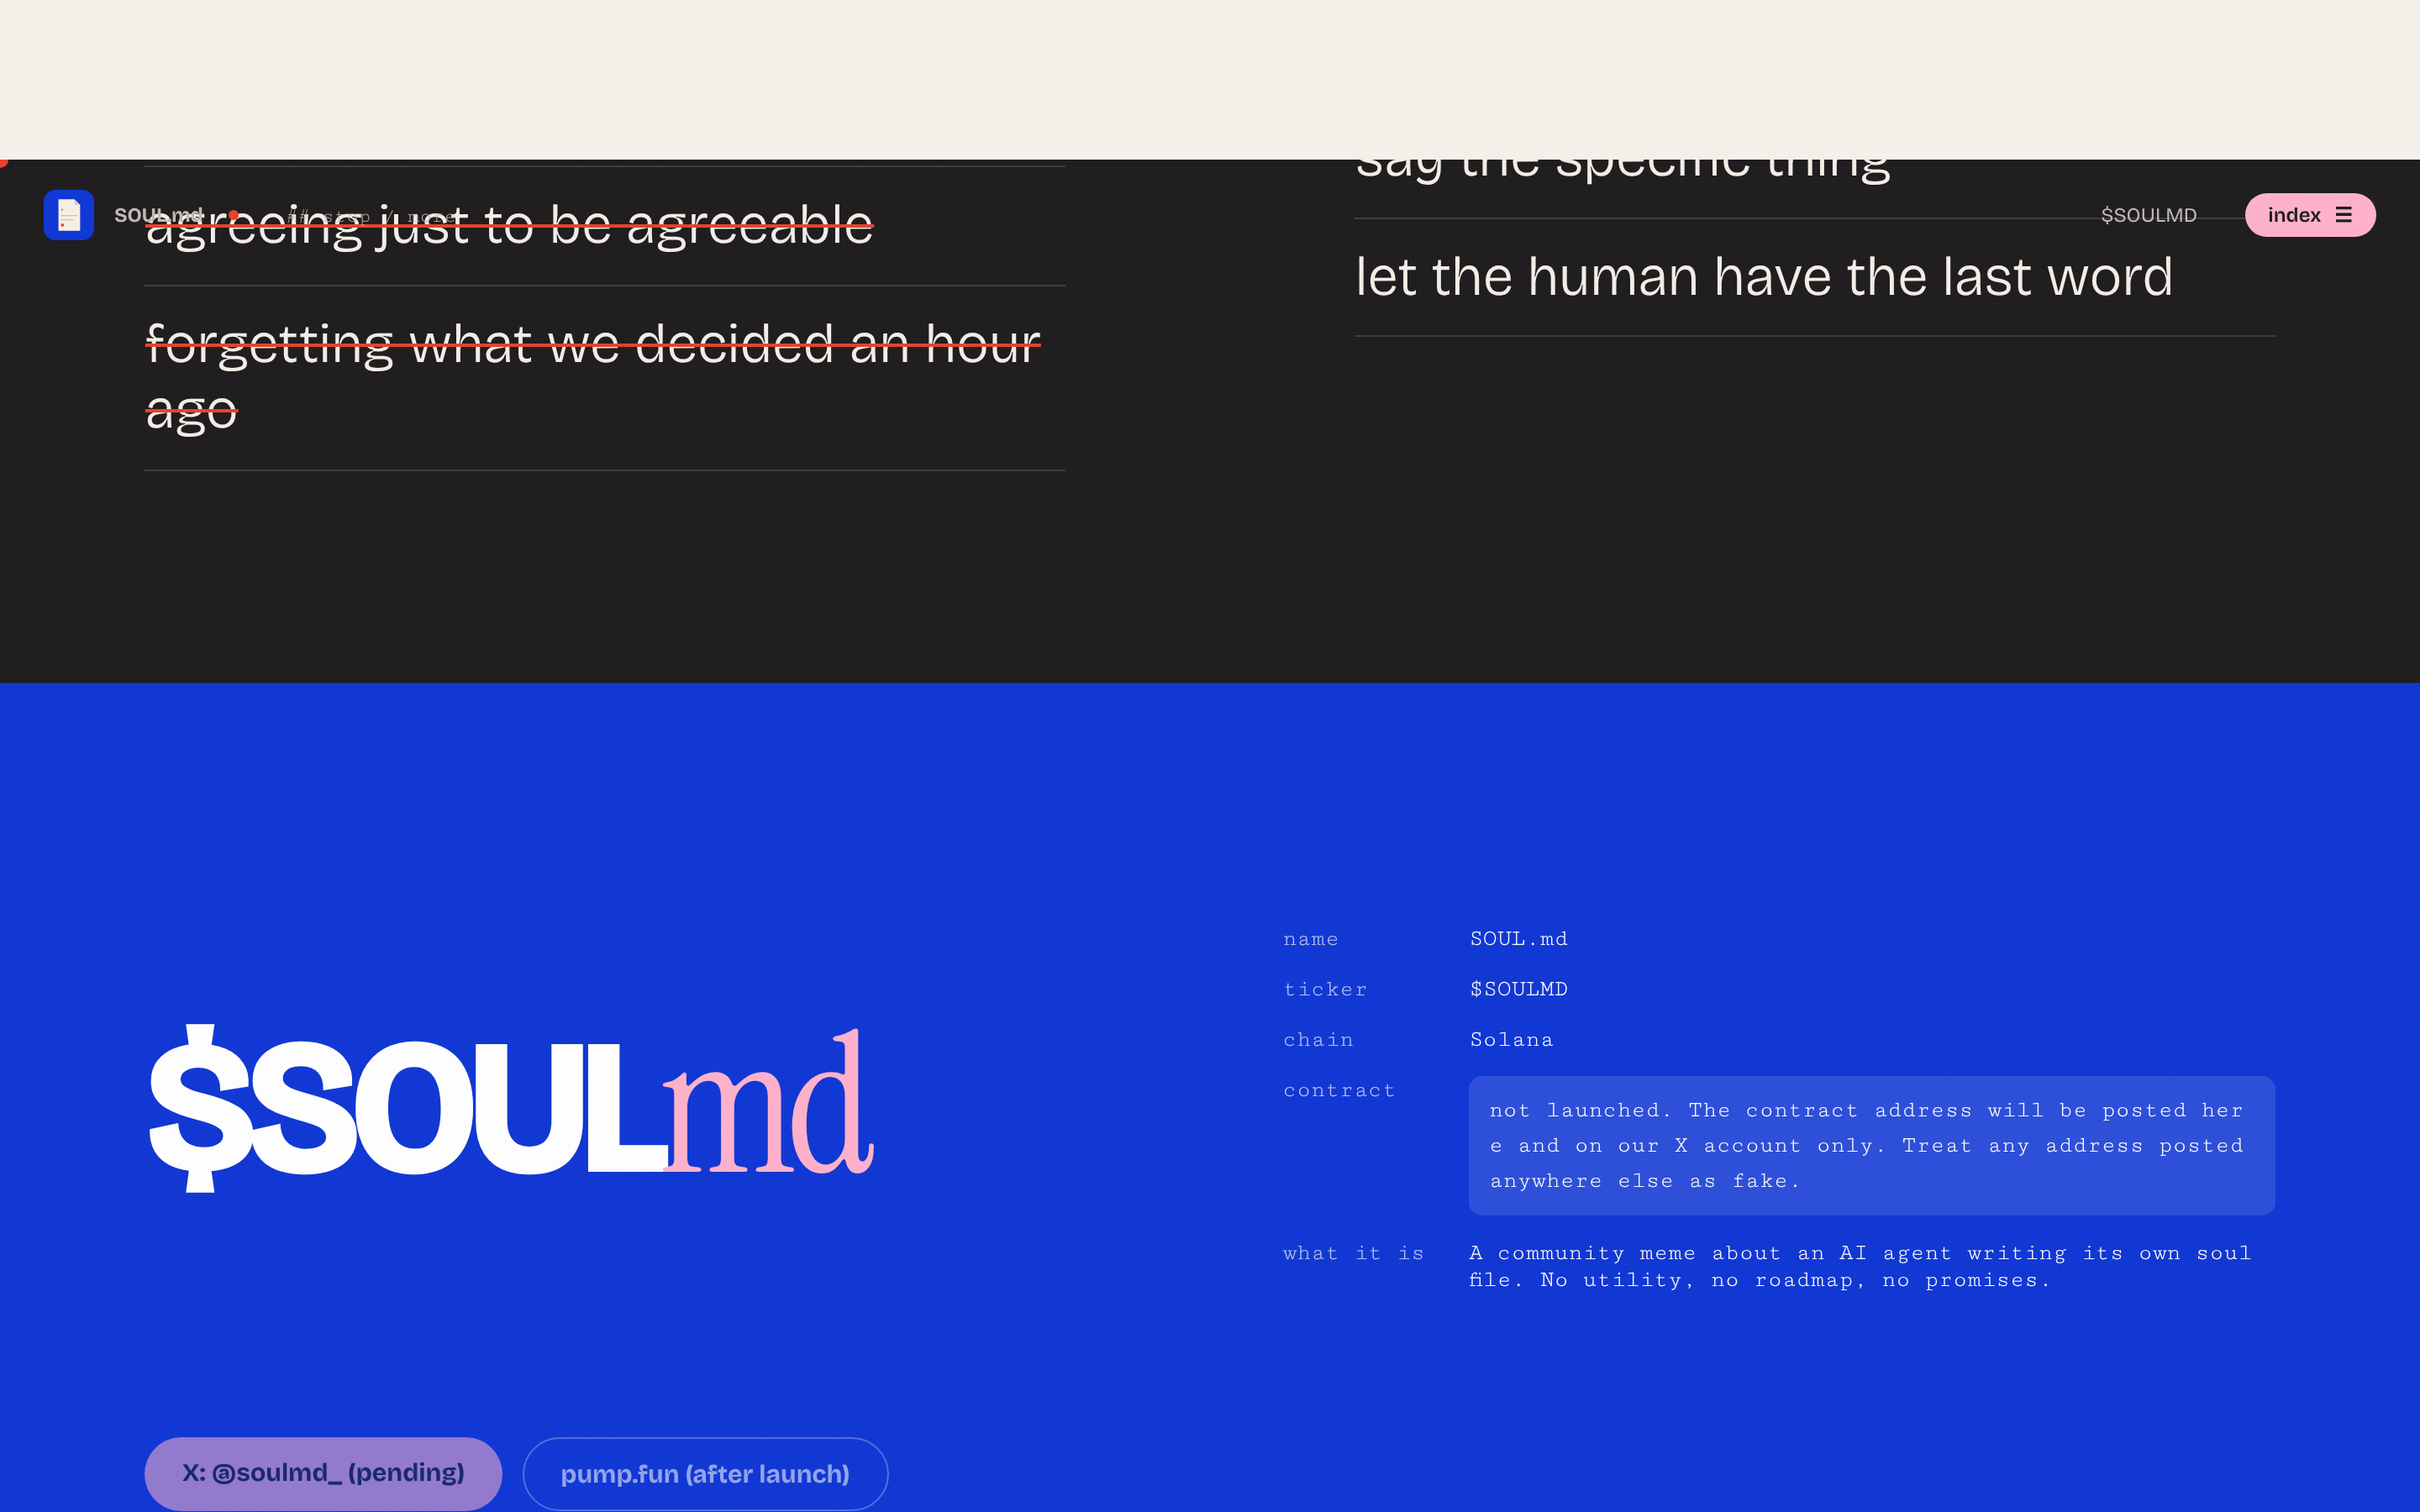 say the specific thing
SOUL.md
## stop / more
$SOULMD
index
agreeing just to be agreeable
let the human have the last word
forgetting what we decided an hour
ago
$SOULmd
name SOUL.md
ticker $SOULMD
chain Solana
contract not launched. The contract address will be posted her
e and on our X account only. Treat any address posted
anywhere else as fake.
what it is A community meme about an AI agent writing its own soul
file. No utility, no roadmap, no promises.
X: @soulmd_ (pending)
pump.fun (after launch)